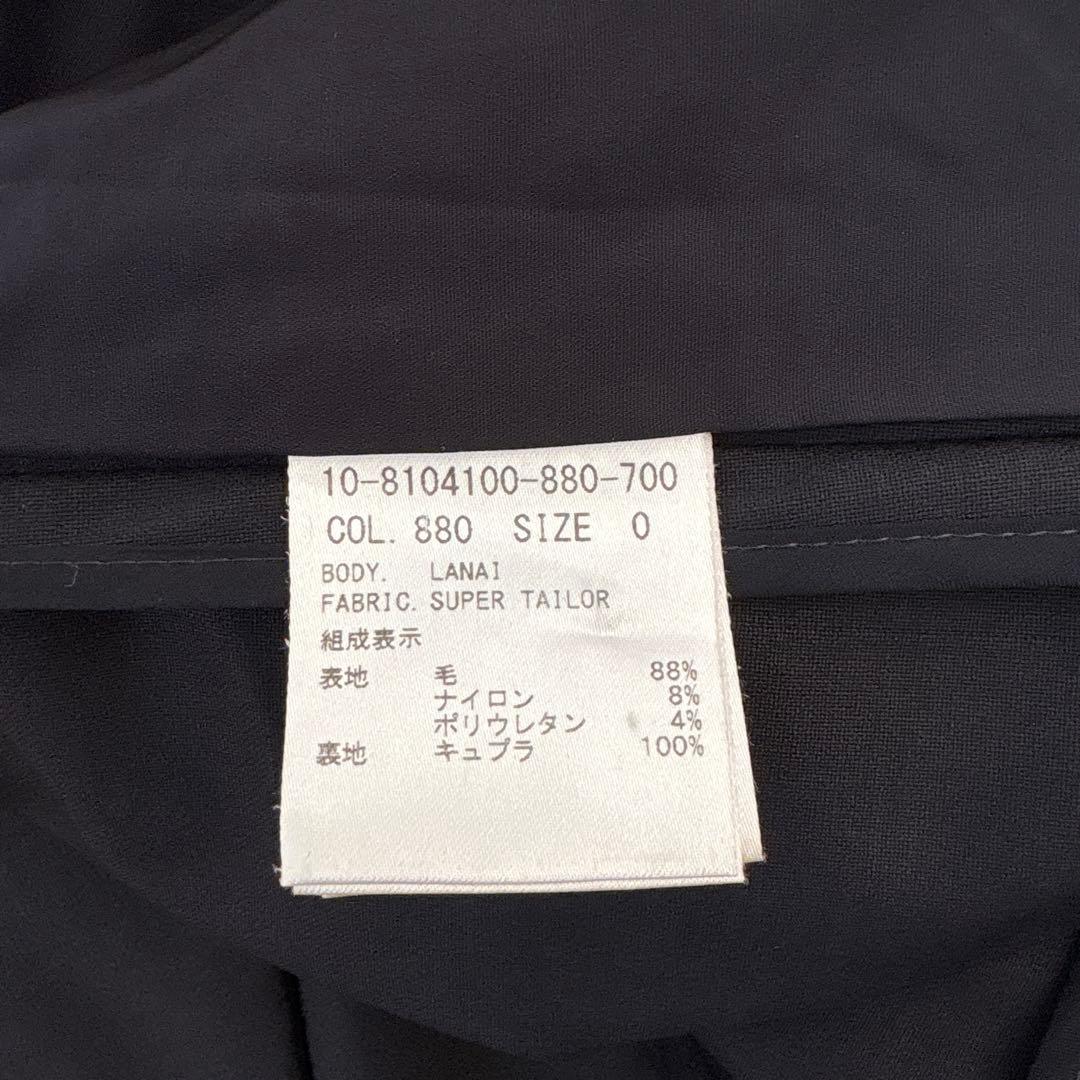 10-8104100-880-700
COL. 880 SIZE 0
BODY. LANAI
FABRIC. SUPER TAILOR
組成表示
表地 毛 88%
ナイロン 8%
ポリウレタン 4%
裏地 キュプラ 100%